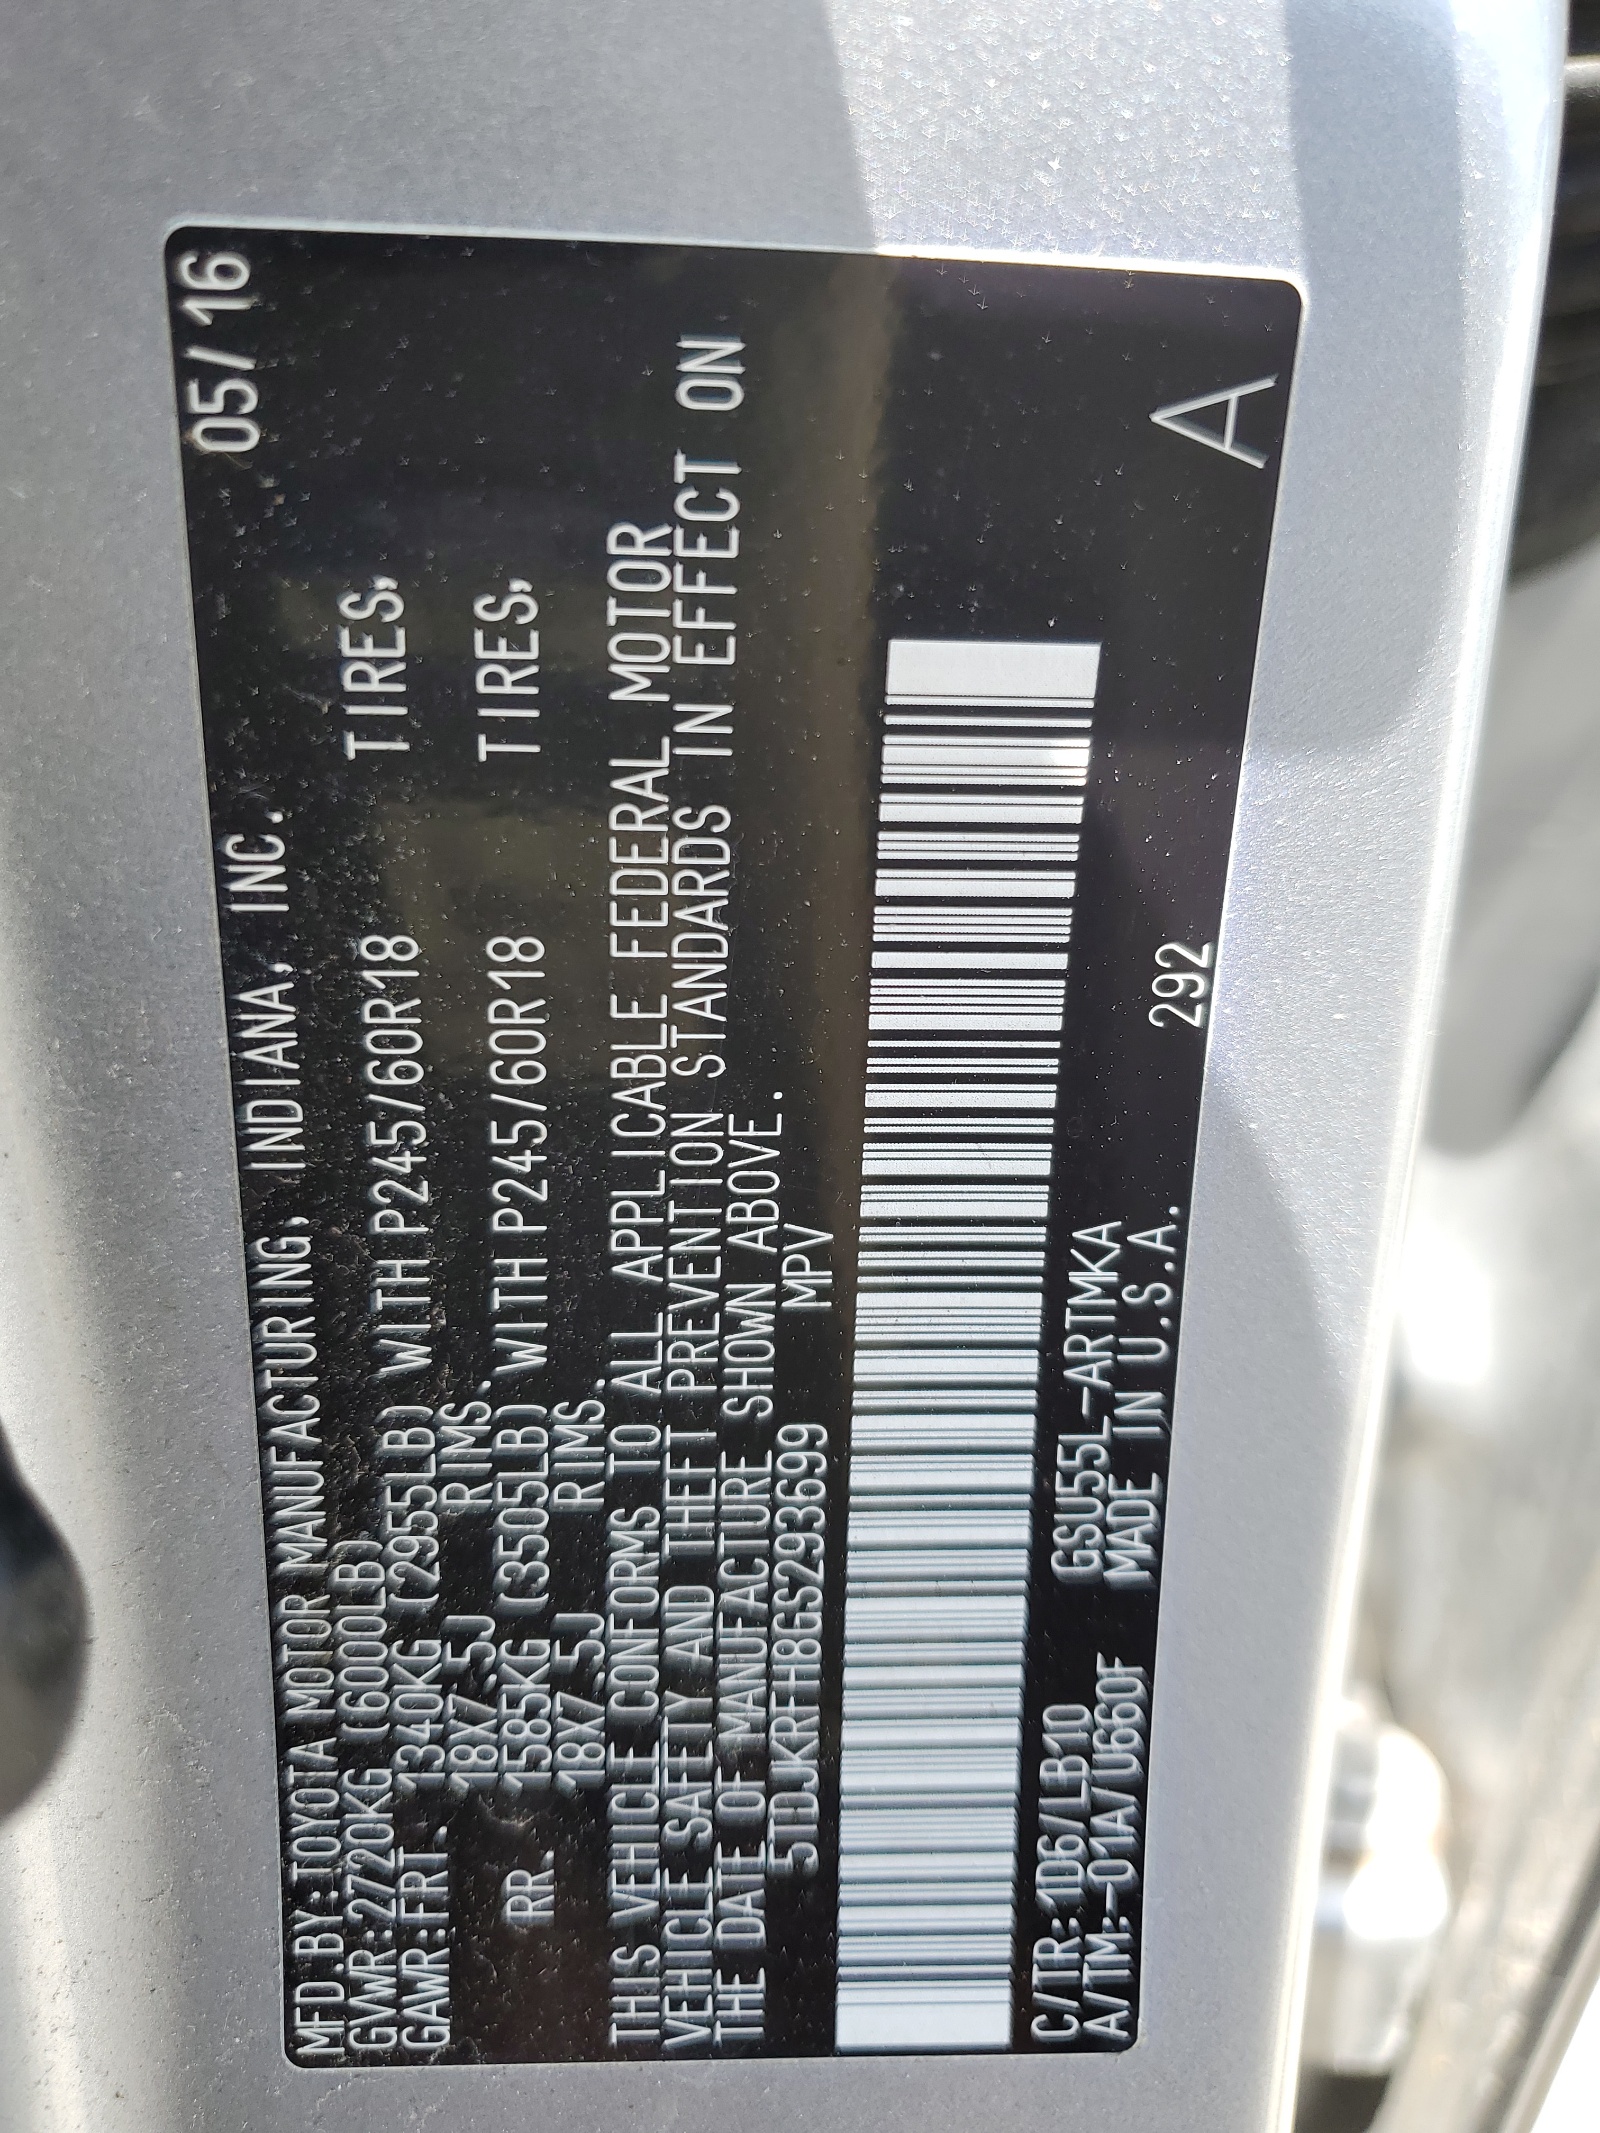 MFD.BY:TOYOTA MOTOR MANUFACTURING, INDIANA, INC. 05/16
GVWR:2720KG (6000LB)
GAWR:FRT. 1340KG (2955LB) WITH P245/60R18 TIRES,
18X7.5J RIMS.
RR. 1585KG (3505LB) WITH P245/60R18 TIRES,
18X7.5J RIMS.
THIS VEHICLE CONFORMS TO ALL APPLICABLE FEDERAL MOTOR
VEHICLE SAFETY AND THEFT PREVENTION STANDARDS IN EFFECT ON
THE DATE OF MANUFACTURE SHOWN ABOVE.
5TDJKRFH8GS293699 MPV
C/TR:1D6/LB10 GSU55L-ARTMKA
A/TM:-01A/U660F MADE IN U.S.A. 292 A